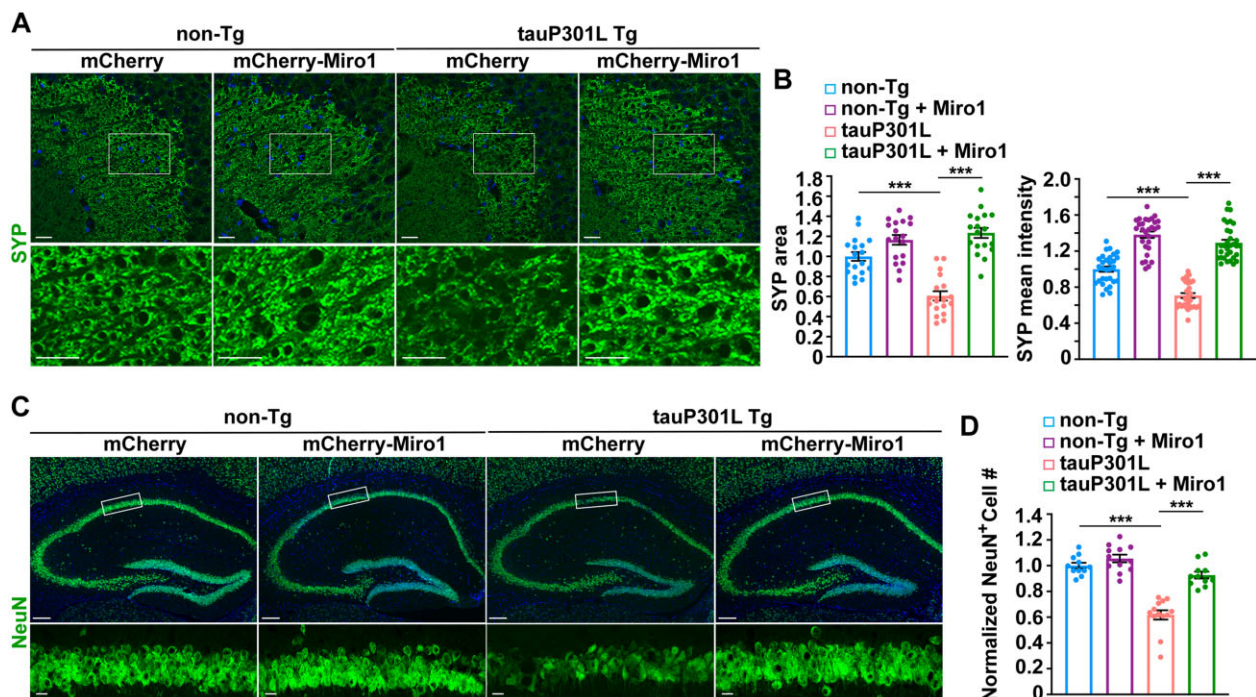 A
non-Tg
tauP301L Tg
mCherry
mCherry-Miro1
mCherry
mCherry-Miro1
SYP
B
non-Tg
non-Tg + Miro1
tauP301L
tauP301L + Miro1
SYP area
1.8
1.6
1.4
1.2
1.0
0.8
0.6
0.4
0.2
0
***
***
SYP mean intensity
2.0
1.6
1.2
0.8
0.4
0
***
***
C
non-Tg
tauP301L Tg
mCherry
mCherry-Miro1
mCherry
mCherry-Miro1
NeuN
D
non-Tg
non-Tg + Miro1
tauP301L
tauP301L + Miro1
Normalized NeuN⁺Cell #
1.4
1.2
1.0
0.8
0.6
0.4
0.2
0
***
***